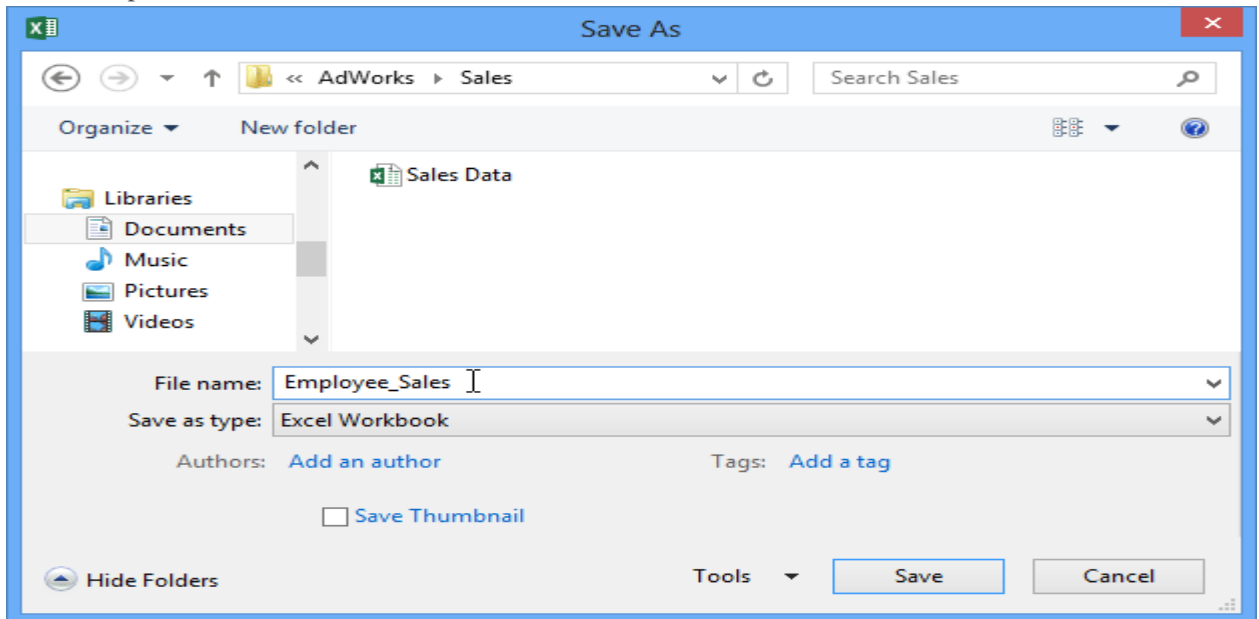 Save As
« AdWorks Sales
Search Sales
Organize
New folder
Sales Data
Libraries
Documents
Music
Pictures
Videos
File name: Employee_Sales
Save as type: Excel Workbook
Authors: Add an author
Tags: Add a tag
Save Thumbnail
Hide Folders
Tools
Save
Cancel